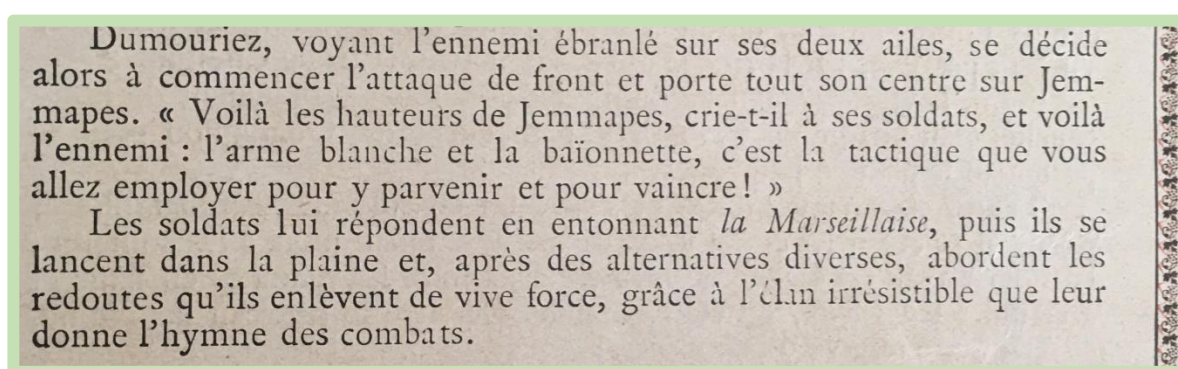 Dumouriez, voyant l'ennemi ébranlé sur ses deux ailes, se décide
alors à commencer l'attaque de front et porte tout son centre sur Jem-
mapes. « Voilà les hauteurs de Jemmapes, crie-t-il à ses soldats, et voilà
l'ennemi : l'arme blanche et la baïonnette, c'est la tactique que vous
allez employer pour y parvenir et pour vaincre! »
Les soldats lui répondent en entonnant la Marseillaise, puis ils se
lancent dans la plaine et, après des alternatives diverses, abordent les
redoutes qu'ils enlèvent de vive force, grâce à l'élan irrésistible que leur
donne l'hymne des combats.